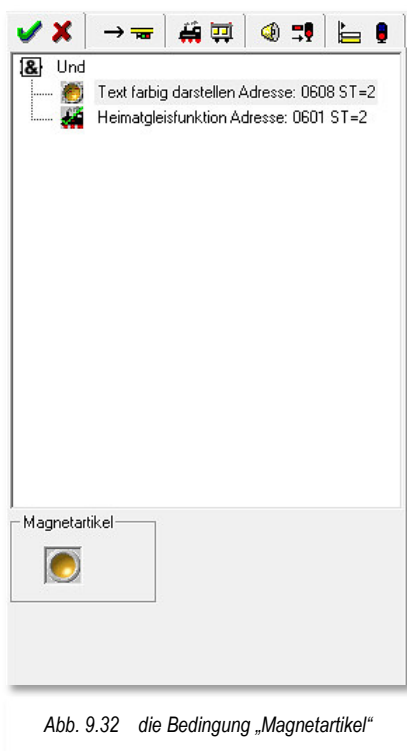 & Und
Text farbig darstellen Adresse: 0608 ST=2
Heimatgleisfunktion Adresse: 0601 ST=2
Magnetartikel
Abb. 9.32 die Bedingung „Magnetartikel“